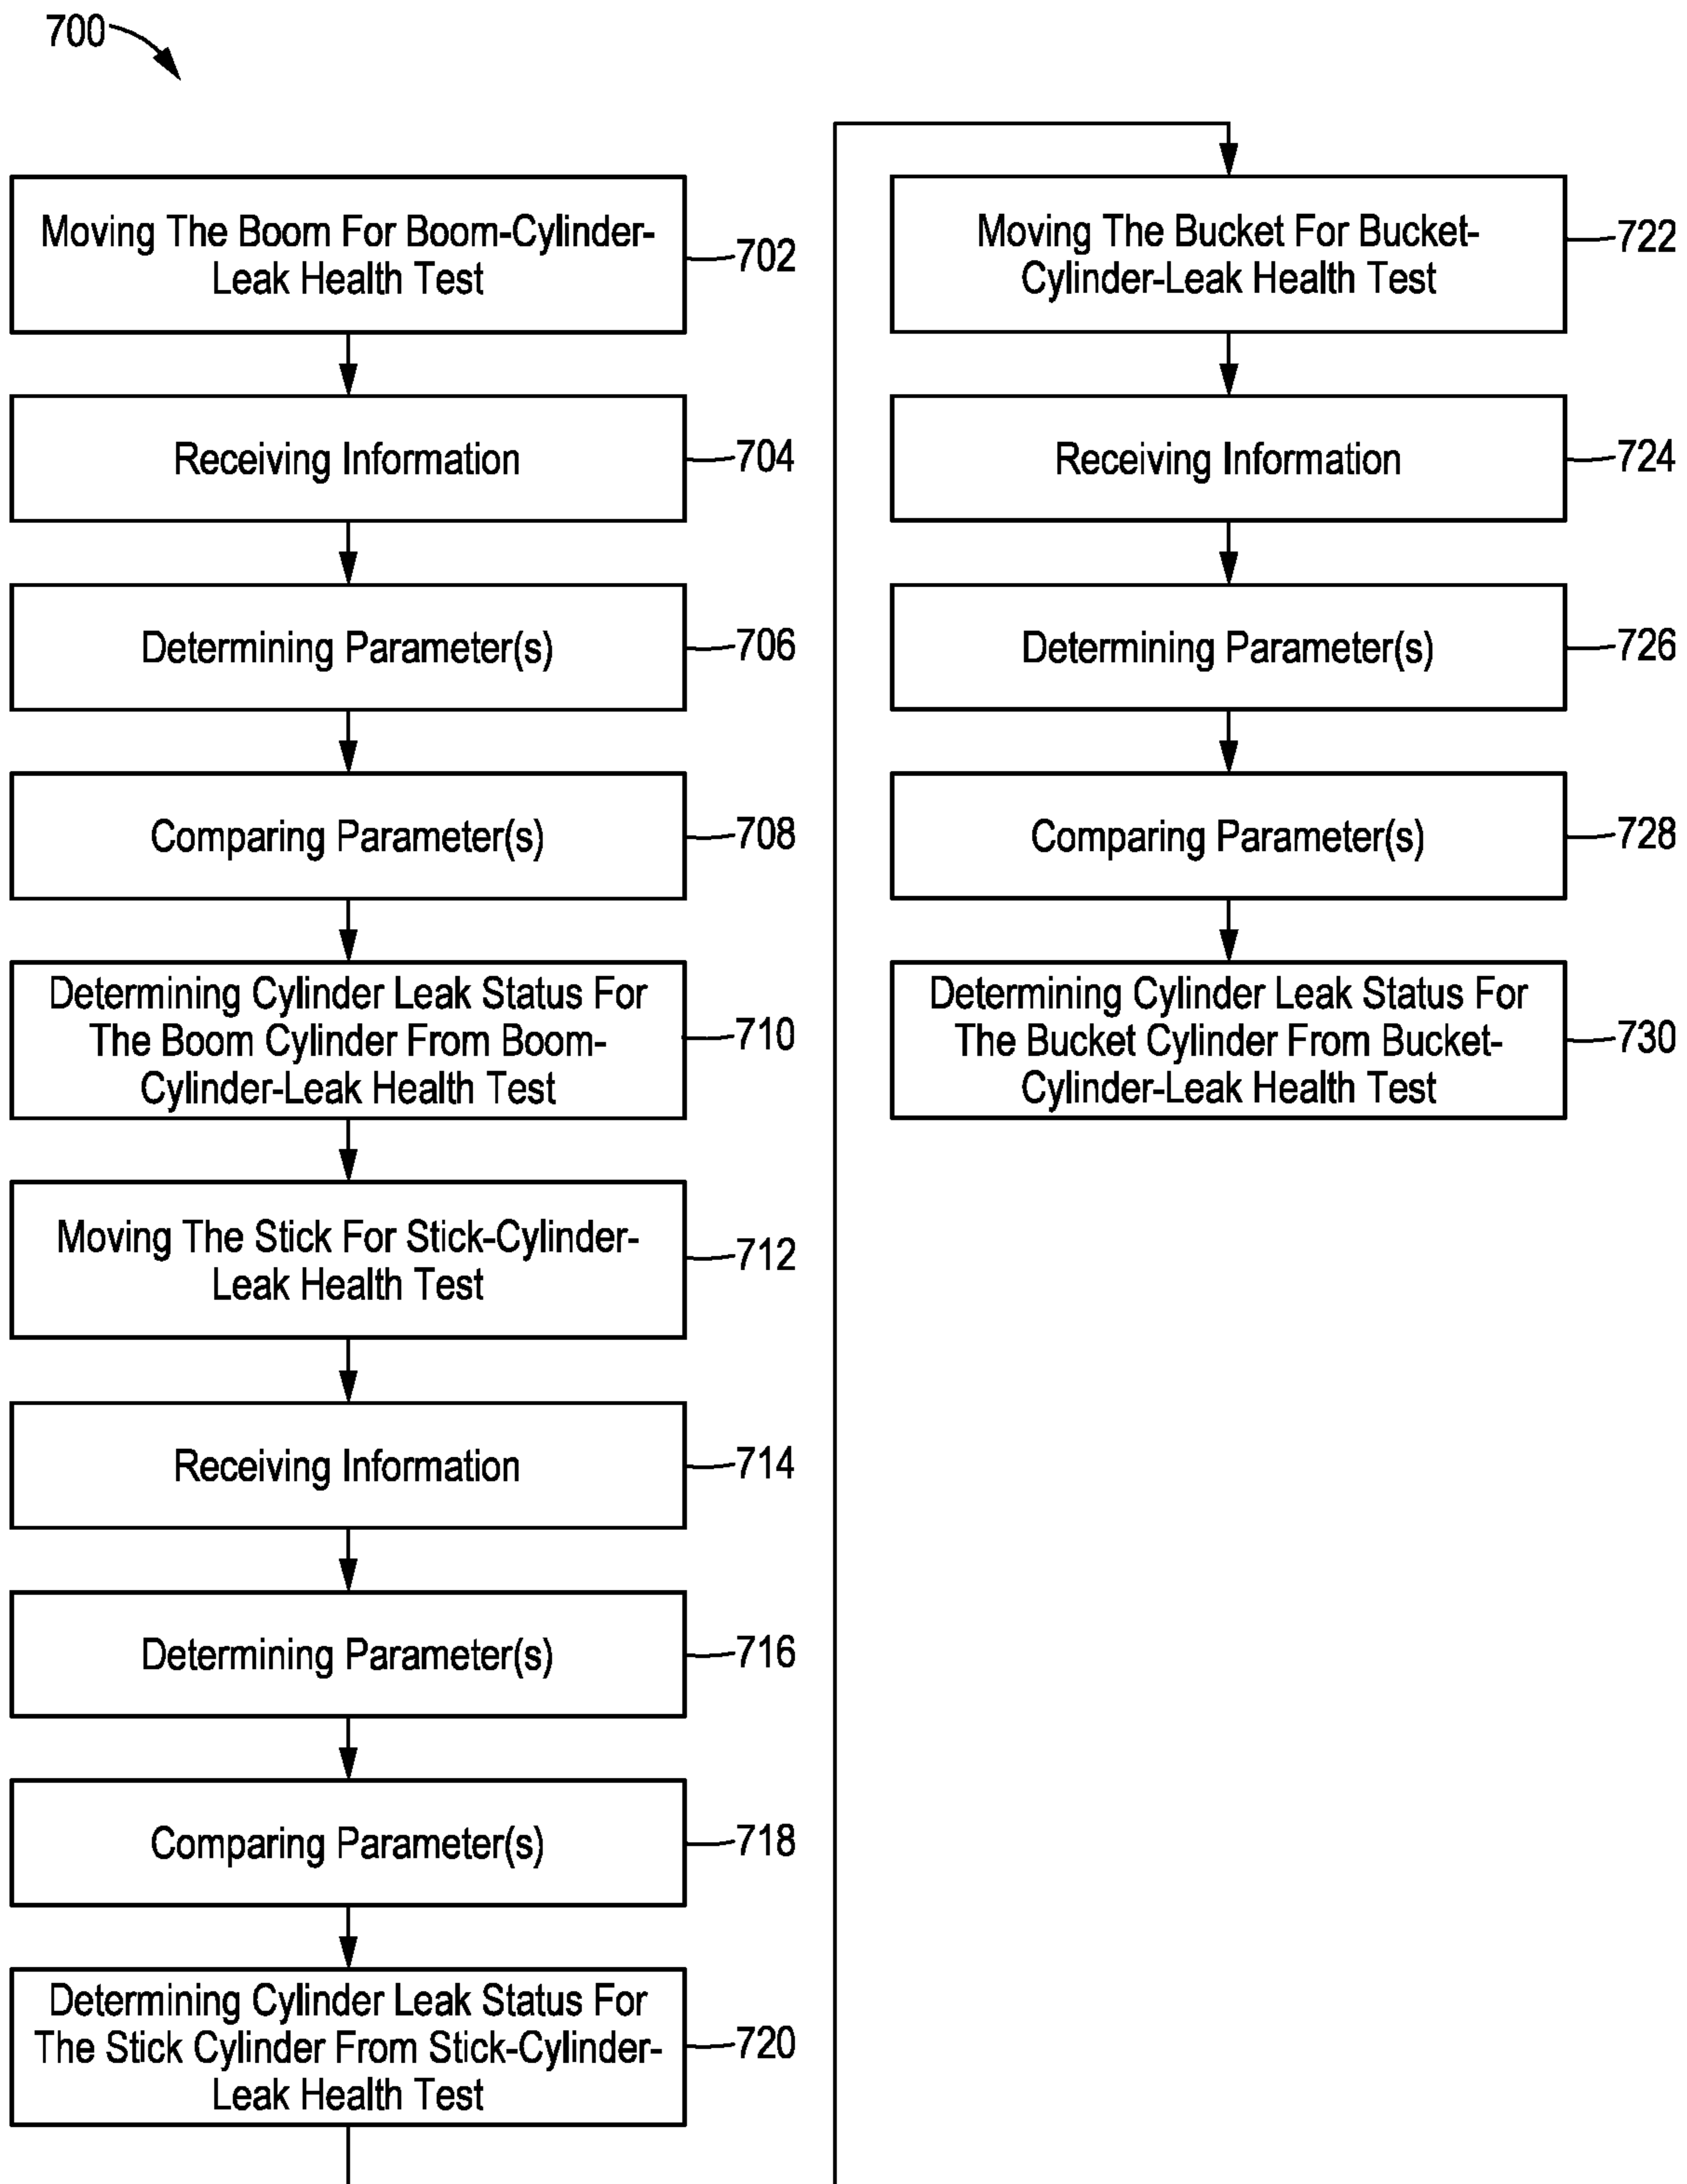 700
Moving The Boom For Boom-Cylinder-
Leak Health Test
702
Receiving Information
704
Determining Parameter(s)
706
Comparing Parameter(s)
708
Determining Cylinder Leak Status For
The Boom Cylinder From Boom-
Cylinder-Leak Health Test
710
Moving The Stick For Stick-Cylinder-
Leak Health Test
712
Receiving Information
714
Determining Parameter(s)
716
Comparing Parameter(s)
718
Determining Cylinder Leak Status For
The Stick Cylinder From Stick-Cylinder-
Leak Health Test
720
Moving The Bucket For Bucket-
Cylinder-Leak Health Test
722
Receiving Information
724
Determining Parameter(s)
726
Comparing Parameter(s)
728
Determining Cylinder Leak Status For
The Bucket Cylinder From Bucket-
Cylinder-Leak Health Test
730